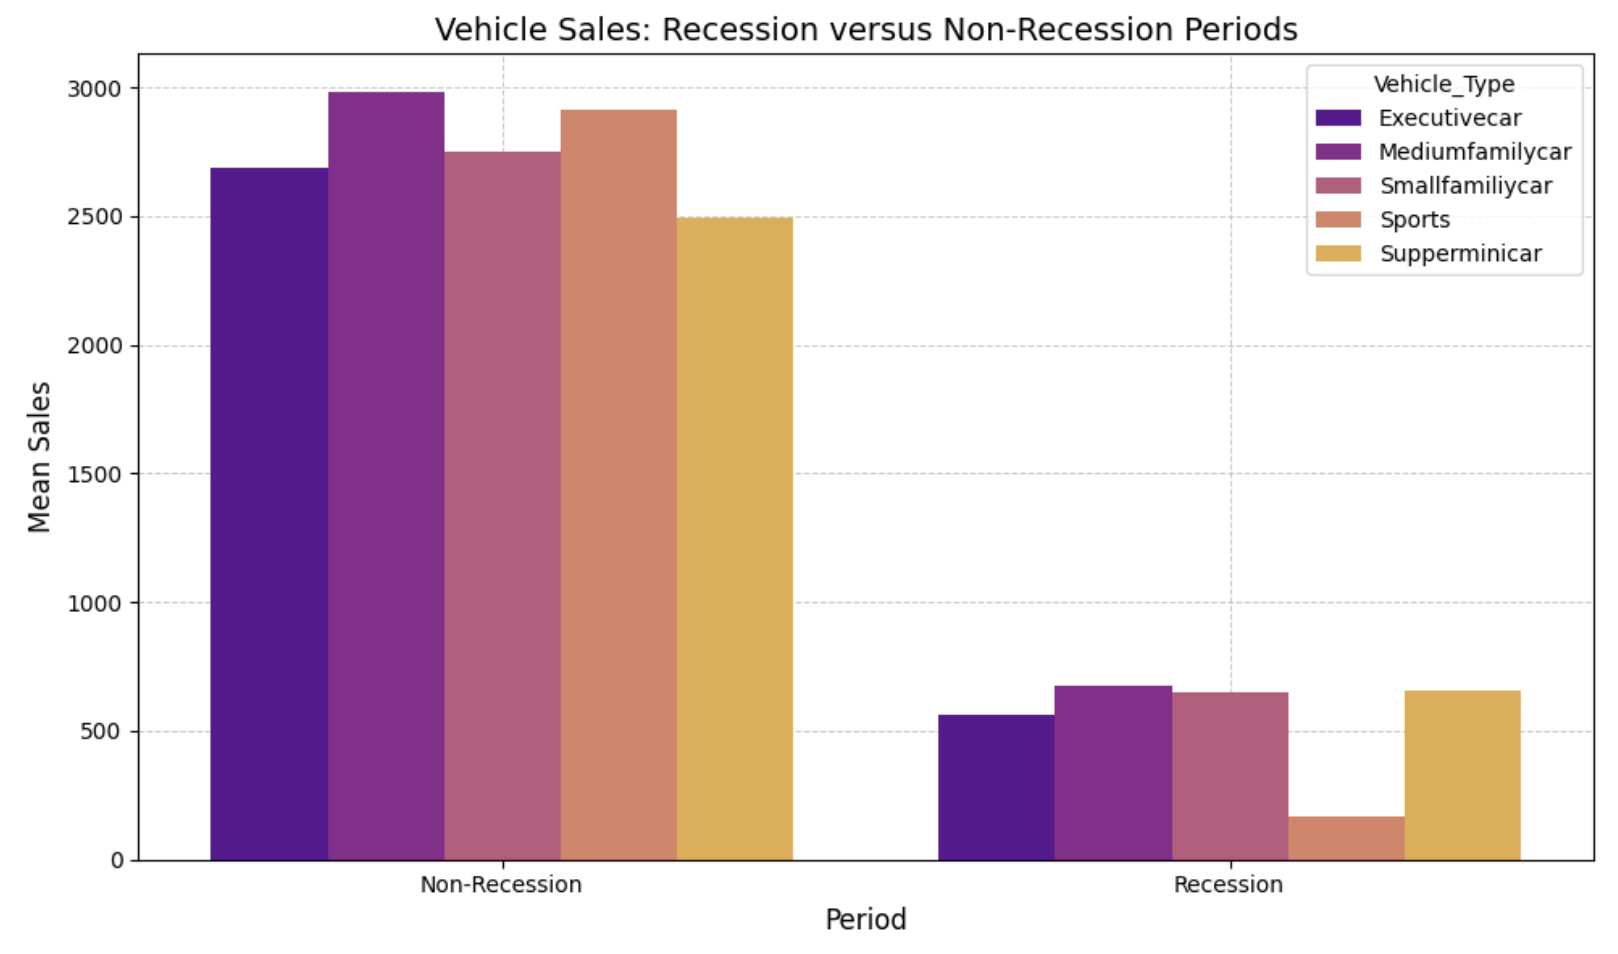 Vehicle Sales: Recession versus Non-Recession Periods
Vehicle_Type
Executivecar
Mediumfamilycar
Smallfamiliycar
Sports
Supperminicar
Mean Sales
3000
2500
2000
1500
1000
500
0
Non-Recession
Recession
Period